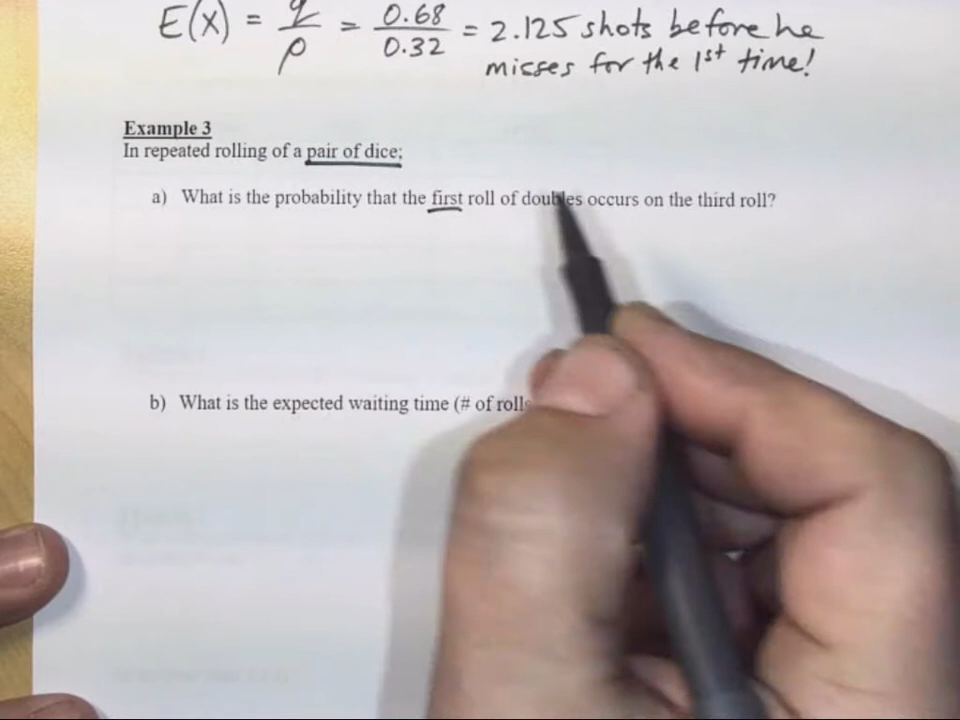 E(X) = q/p = 0.68/0.32 = 2.125 shots before he
misses for the 1st time!
Example 3
In repeated rolling of a pair of dice;
a) What is the probability that the first roll of doubles occurs on the third roll?
b) What is the expected waiting time (# of rolls